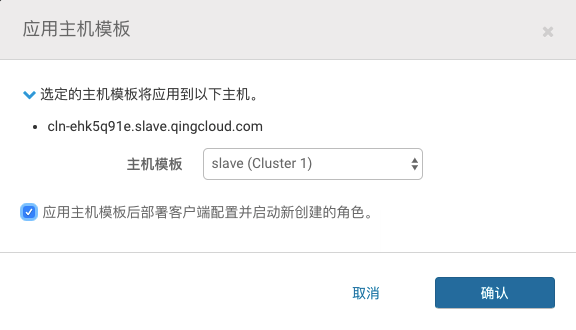 应用主机模板
选定的主机模板将应用到以下主机。
cln-ehk5q91e.slave.qingcloud.com
主机模板 slave (Cluster 1)
应用主机模板后部署客户端配置并启动新创建的角色。
取消 确认